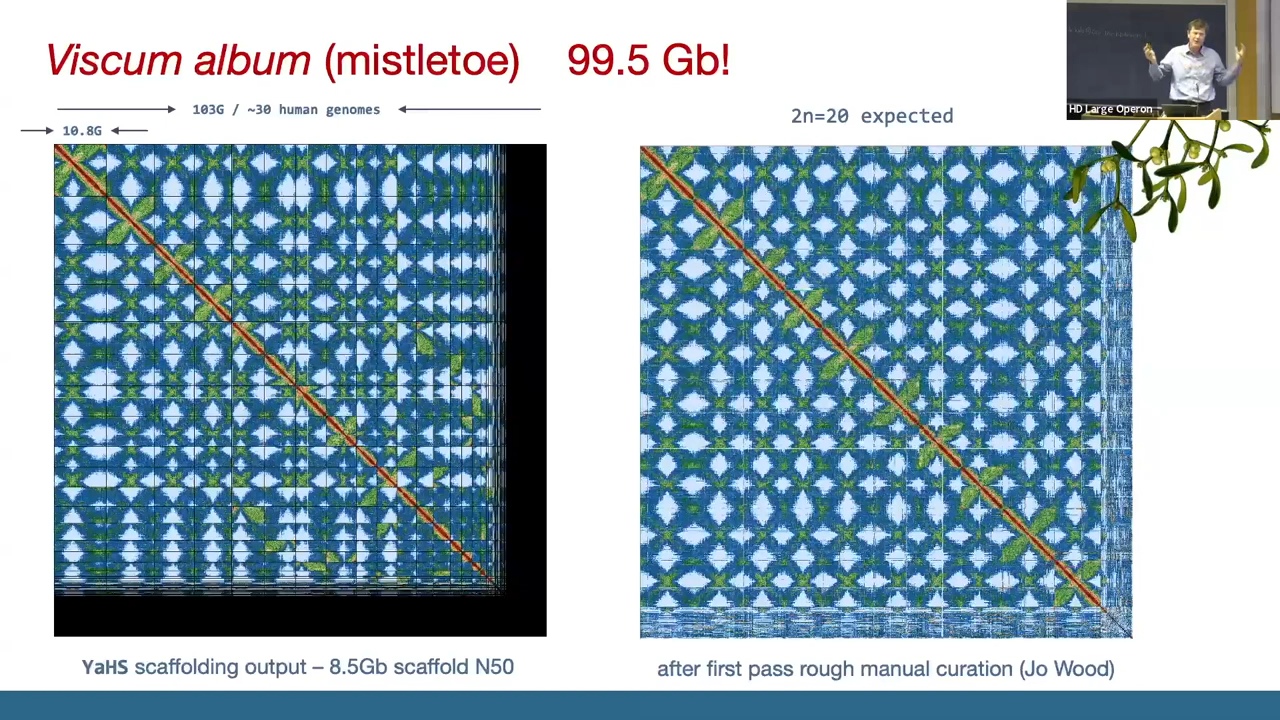 Viscum album (mistletoe) 99.5 Gb!
103G / ~30 human genomes
10.8G
2n=20 expected
HD Large Operon
YaHS scaffolding output – 8.5Gb scaffold N50
after first pass rough manual curation (Jo Wood)